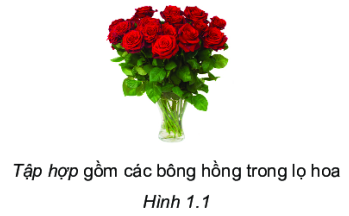 Tập hợp gồm các bông hồng trong lọ hoa
Hình 1.1